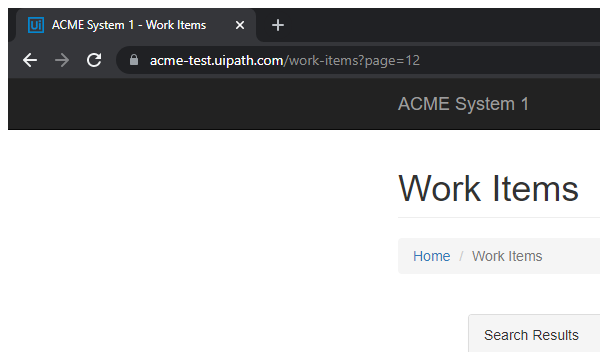 Ui ACME System 1 - Work Items
acme-test.uipath.com/work-items?page=12
ACME System 1
Work Items
Home / Work Items
Search Results